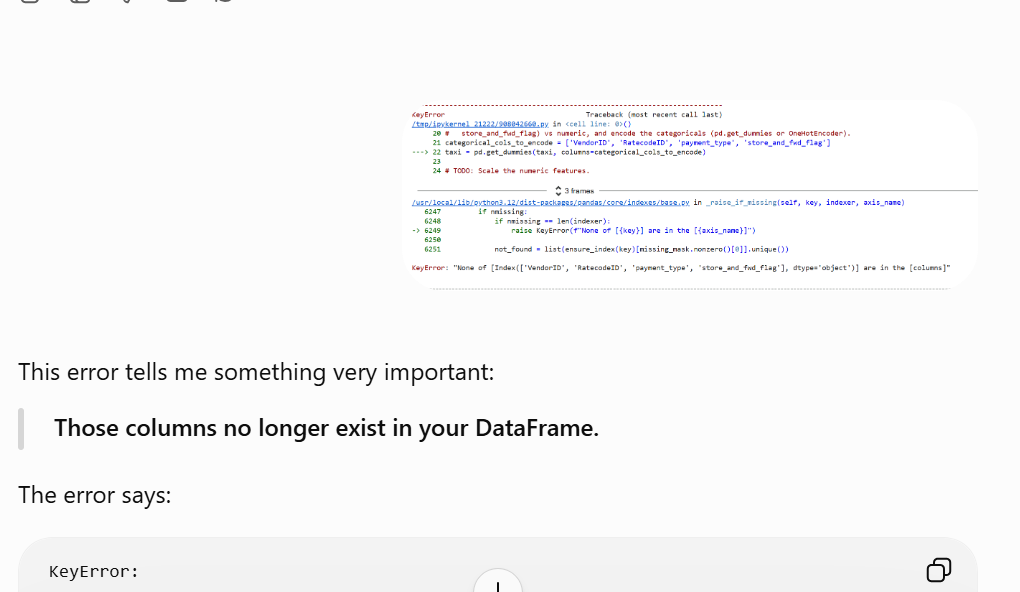 KeyError Traceback (most recent call last)
/tmp/ipykernel_21222/908042660.py in <cell line: 0>()
20 # store_and_fwd_flag) vs numeric, and encode the categoricals (pd.get_dummies or OneHotEncoder).
21 categorical_cols_to_encode = ['VendorID', 'RatecodeID', 'payment_type', 'store_and_fwd_flag']
---> 22 taxi = pd.get_dummies(taxi, columns=categorical_cols_to_encode)
23
24 # TODO: Scale the numeric features.
3 frames
/usr/local/lib/python3.12/dist-packages/pandas/core/indexes/base.py in _raise_if_missing(self, key, indexer, axis_name)
6247 if nmissing:
6248 if nmissing == len(indexer):
-> 6249 raise KeyError(f"None of [{key}] are in the [{axis_name}]")
6250
6251 not_found = list(ensure_index(key)[missing_mask.nonzero()[0]].unique())
KeyError: "None of [Index(['VendorID', 'RatecodeID', 'payment_type', 'store_and_fwd_flag'], dtype='object')] are in the [columns]"
This error tells me something very important:
Those columns no longer exist in your DataFrame.
The error says:
KeyError: